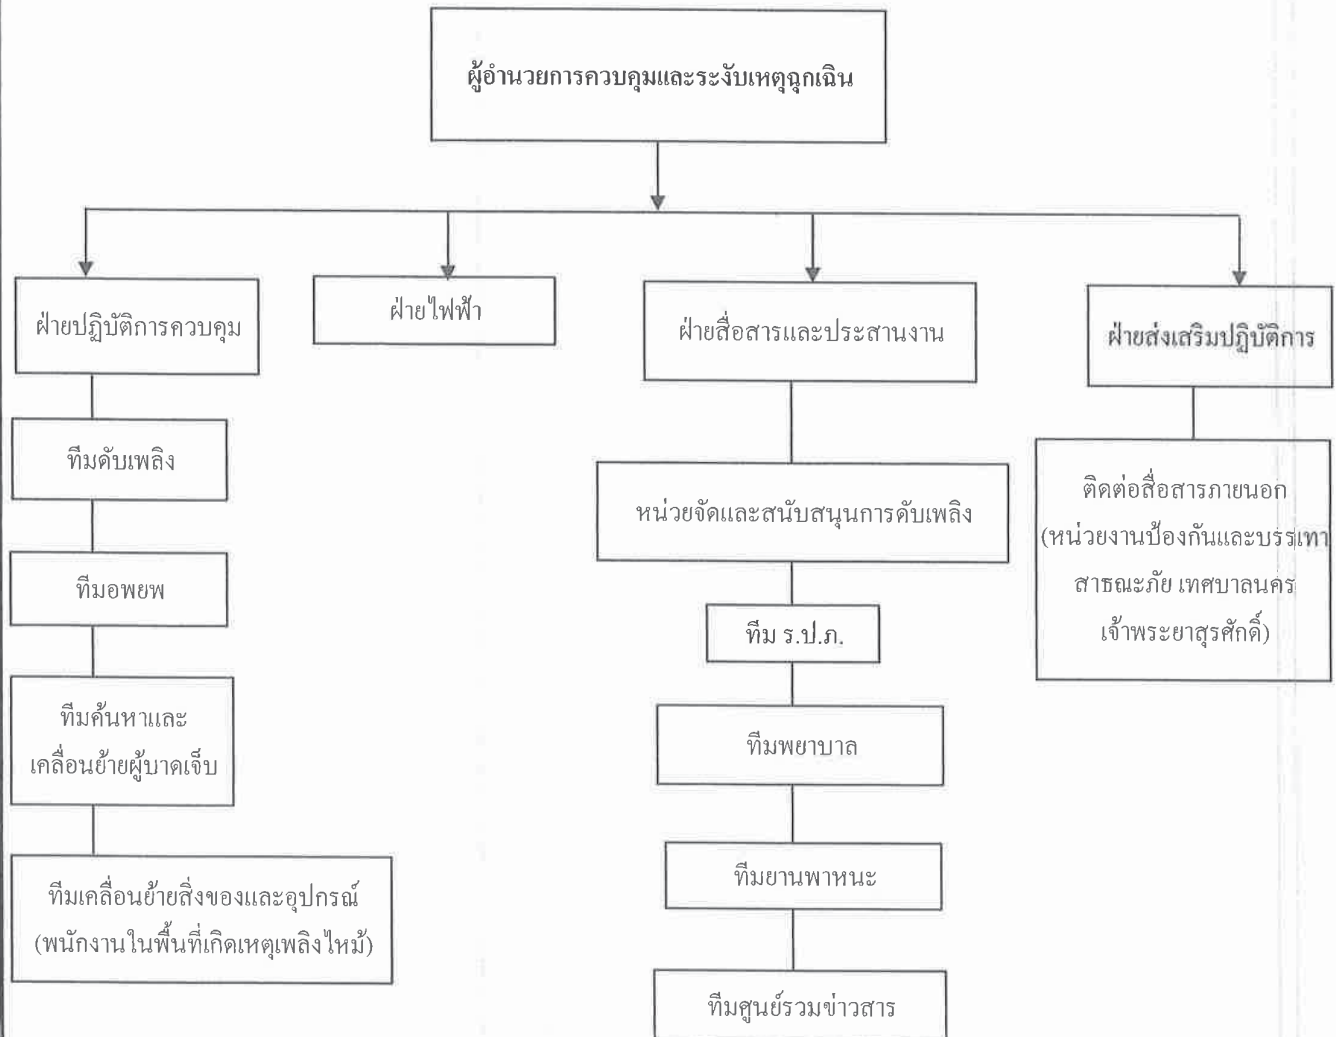 ผู้อำนวยการควบคุมและระงับเหตุฉุกเฉิน
ฝ่ายปฏิบัติการควบคุม
ฝ่ายไฟฟ้า
ฝ่ายสื่อสารและประสานงาน
ฝ่ายส่งเสริมปฏิบัติการ
ทีมดับเพลิง
ทีมอพยพ
ทีมค้นหาและ
เคลื่อนย้ายผู้บาดเจ็บ
ทีมเคลื่อนย้ายสิ่งของและอุปกรณ์
(พนักงานในพื้นที่เกิดเหตุเพลิงไหม้)
หน่วยจัดและสนับสนุนการดับเพลิง
ทีม ร.ป.ภ.
ทีมพยาบาล
ทีมยานพาหนะ
ทีมศูนย์รวมข่าวสาร
ติดต่อสื่อสารภายนอก
(หน่วยงานป้องกันและบรรเทา
สาธณะภัย เทศบาลนคร
เจ้าพระยาสุรศักดิ์)